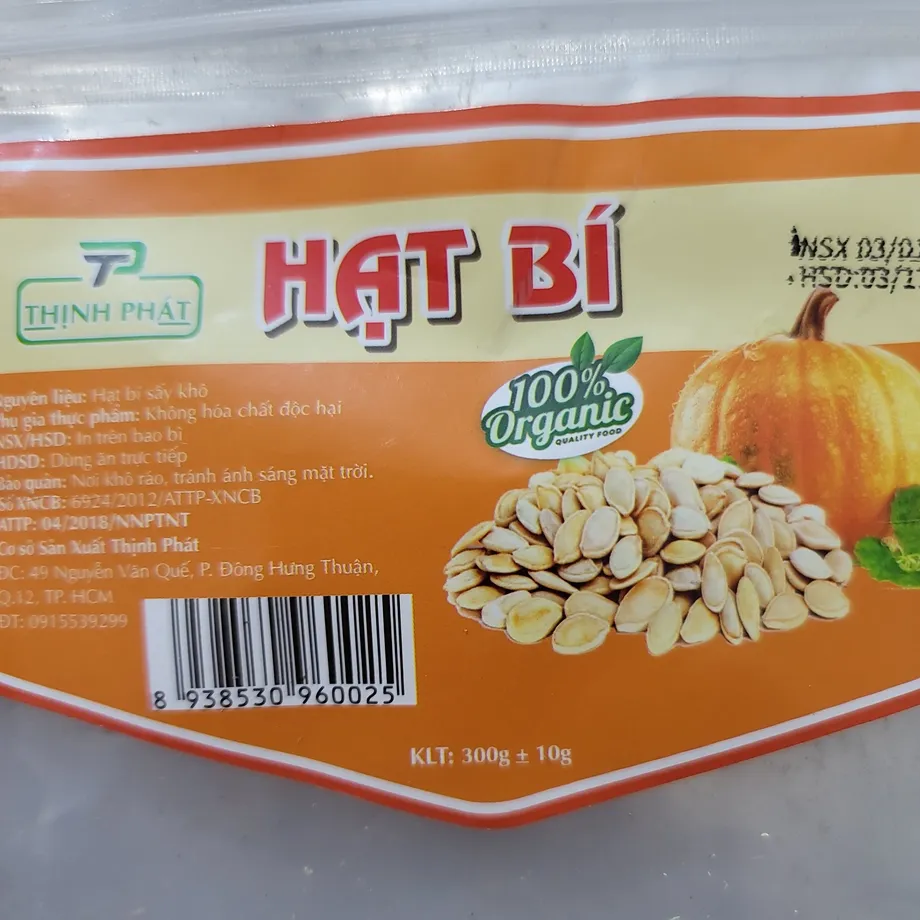 THỊNH PHÁT
HẠT BÍ
NSX 03/01
HSD:03/1
100%
Organic
QUALITY FOOD
Nguyên liệu: Hạt bí sấy khô
Phụ gia thực phẩm: Không hóa chất độc hại
NSX/HSD: In trên bao bì
HDSD: Dùng ăn trực tiếp
Bảo quản: Nơi khô ráo, tránh ánh sáng mặt trời.
Số XNCB: 6924/2012/ATTP-XNCB
ATTP: 04/2018/NNPTNT
Cơ sở Sản Xuất Thịnh Phát
ĐC: 49 Nguyễn Văn Quế, P. Đông Hưng Thuận,
Q.12, TP. HCM
ĐT: 0915539299
8 938530 960025
KLT: 300g ± 10g